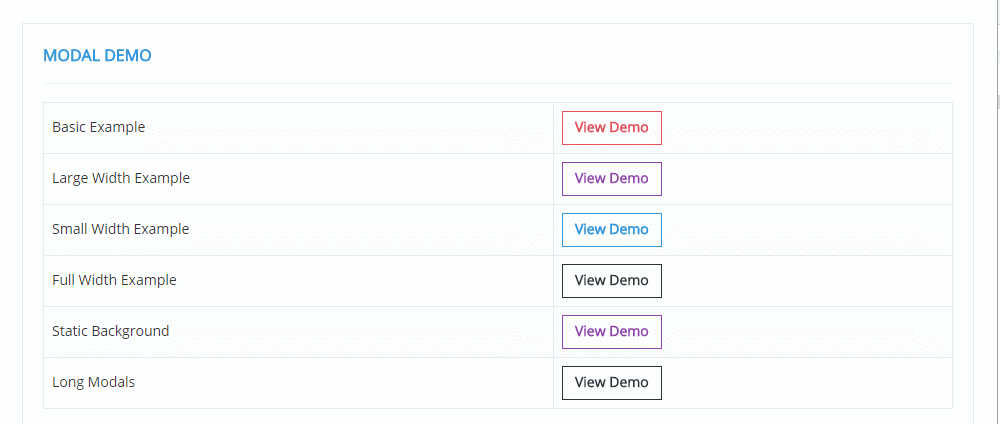 MODAL DEMO
Basic Example View Demo
Large Width Example View Demo
Small Width Example View Demo
Full Width Example View Demo
Static Background View Demo
Long Modals View Demo